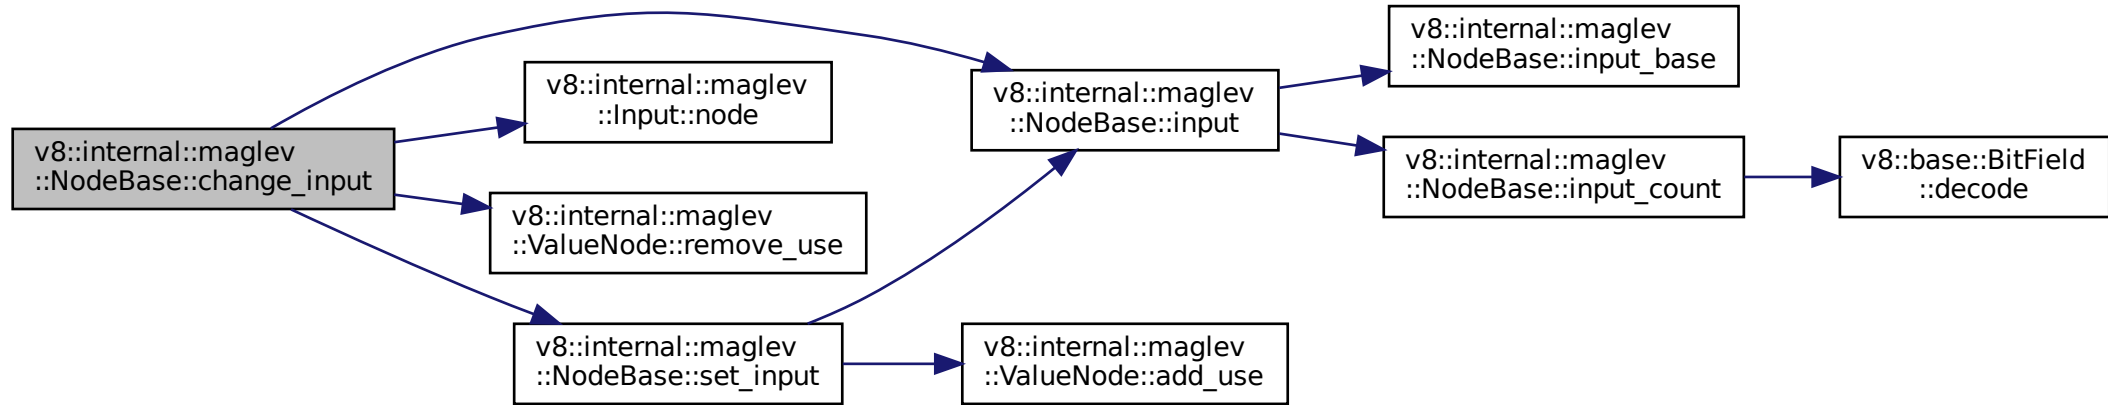 v8::internal::maglev
::NodeBase::change_input
v8::internal::maglev
::Input::node
v8::internal::maglev
::ValueNode::remove_use
v8::internal::maglev
::NodeBase::set_input
v8::internal::maglev
::NodeBase::input
v8::internal::maglev
::ValueNode::add_use
v8::internal::maglev
::NodeBase::input_base
v8::internal::maglev
::NodeBase::input_count
v8::base::BitField
::decode